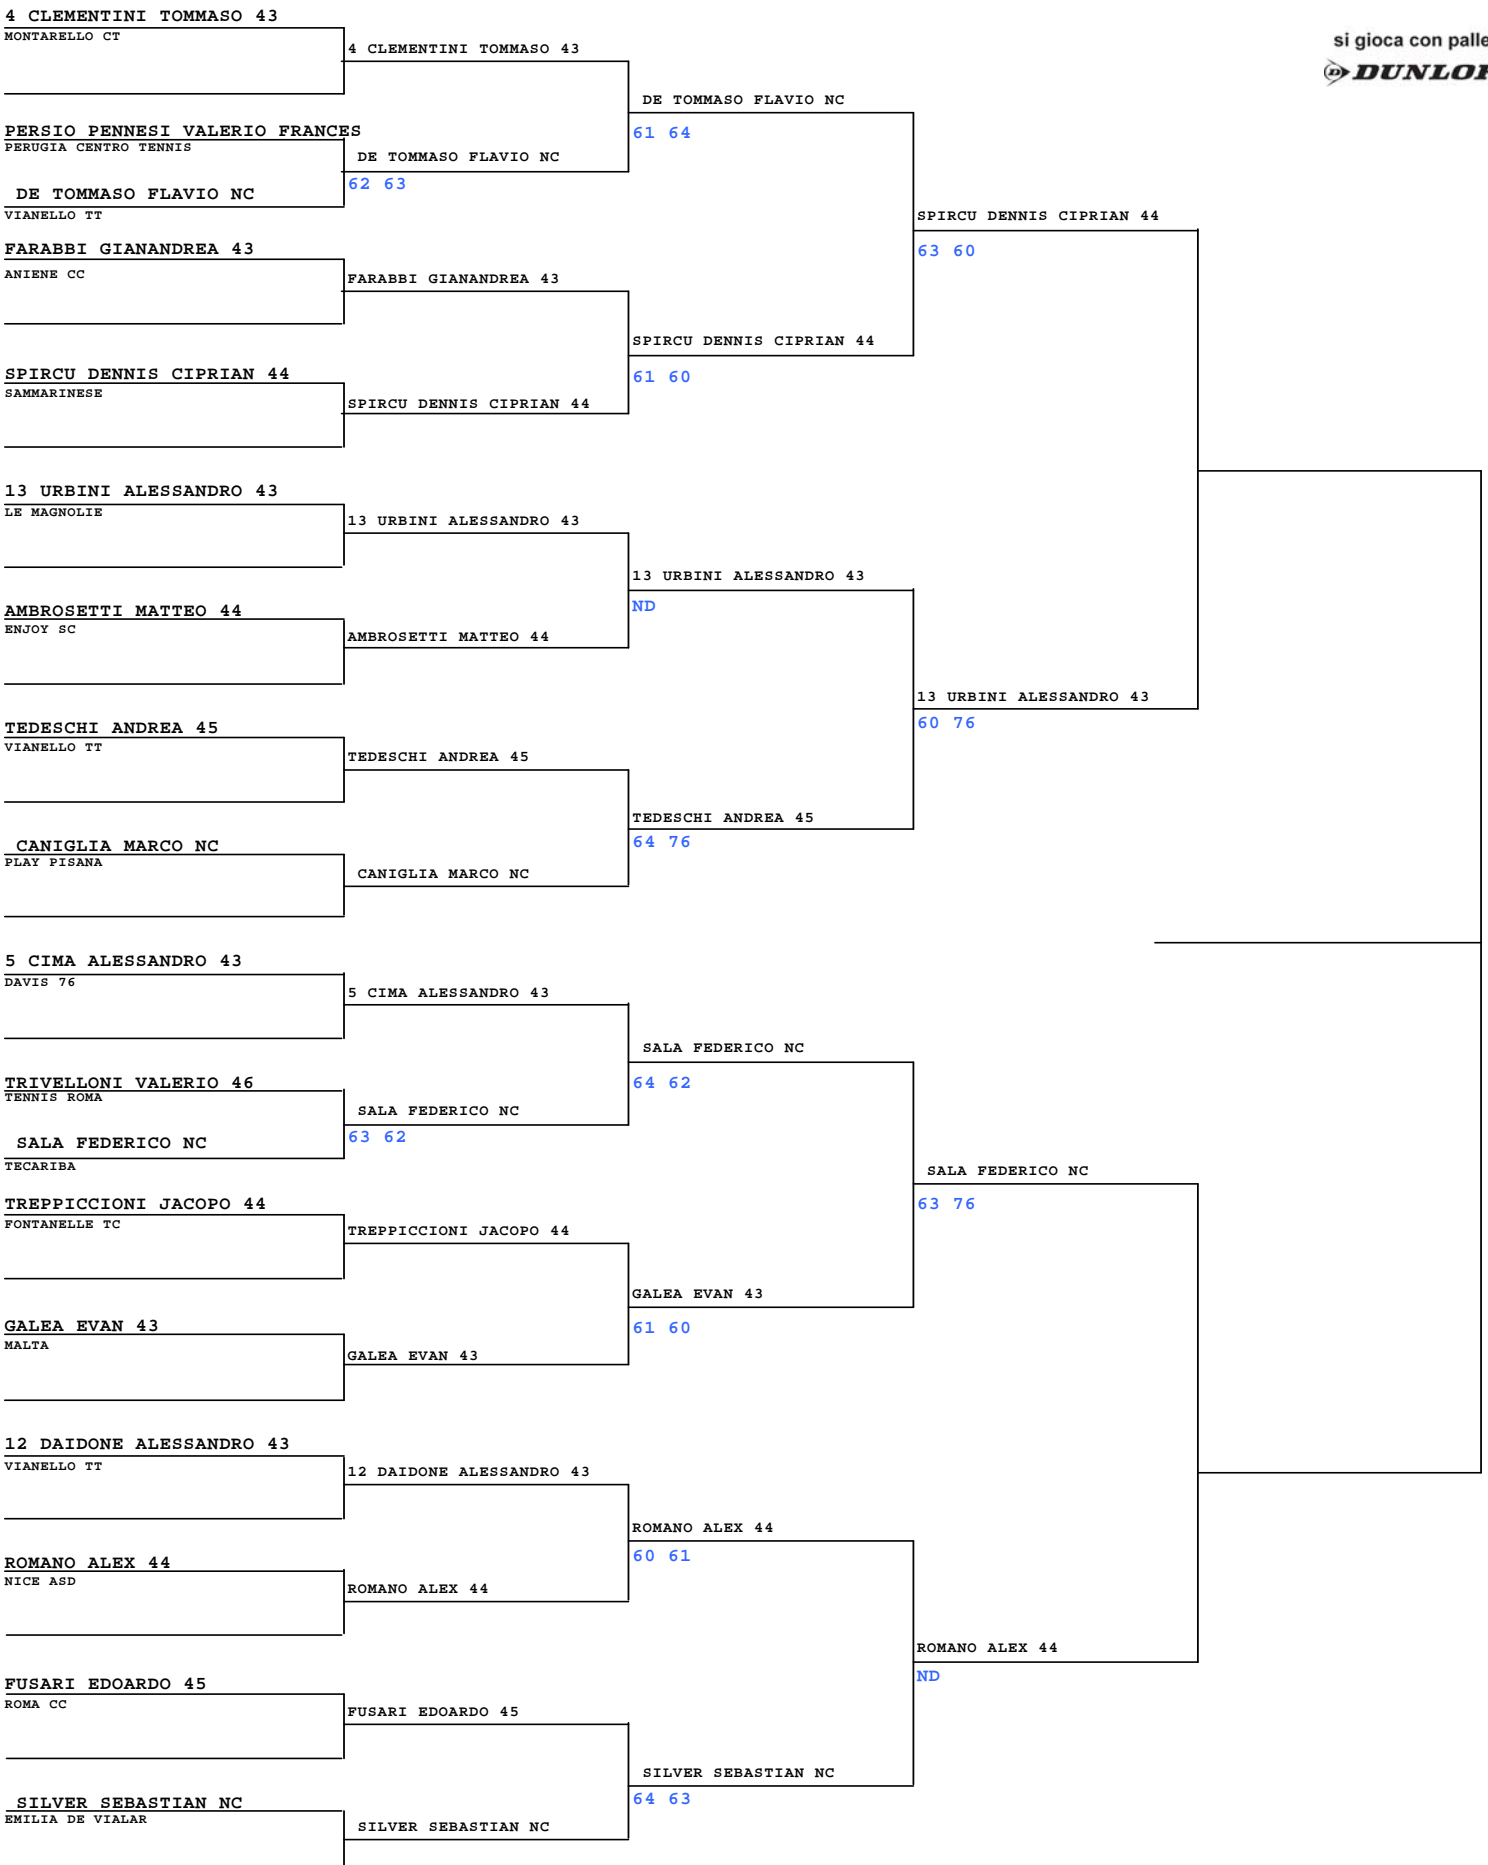 4 CLEMENTINI TOMMASO 43
MONTARELLO CT
4 CLEMENTINI TOMMASO 43
si gioca con palle
DUNLOP
DE TOMMASO FLAVIO NC
61 64
PERSIO PENNESI VALERIO FRANCES
PERUGIA CENTRO TENNIS
DE TOMMASO FLAVIO NC
62 63
DE TOMMASO FLAVIO NC
VIANELLO TT
SPIRCU DENNIS CIPRIAN 44
63 60
FARABBI GIANANDREA 43
ANIENE CC
FARABBI GIANANDREA 43
SPIRCU DENNIS CIPRIAN 44
61 60
SPIRCU DENNIS CIPRIAN 44
SAMMARINESE
SPIRCU DENNIS CIPRIAN 44
13 URBINI ALESSANDRO 43
LE MAGNOLIE
13 URBINI ALESSANDRO 43
13 URBINI ALESSANDRO 43
ND
AMBROSETTI MATTEO 44
ENJOY SC
AMBROSETTI MATTEO 44
13 URBINI ALESSANDRO 43
60 76
TEDESCHI ANDREA 45
VIANELLO TT
TEDESCHI ANDREA 45
TEDESCHI ANDREA 45
64 76
CANIGLIA MARCO NC
PLAY PISANA
CANIGLIA MARCO NC
5 CIMA ALESSANDRO 43
DAVIS 76
5 CIMA ALESSANDRO 43
SALA FEDERICO NC
64 62
TRIVELLONI VALERIO 46
TENNIS ROMA
SALA FEDERICO NC
63 62
SALA FEDERICO NC
TECARIBA
SALA FEDERICO NC
63 76
TREPPICCIONI JACOPO 44
FONTANELLE TC
TREPPICCIONI JACOPO 44
GALEA EVAN 43
61 60
GALEA EVAN 43
MALTA
GALEA EVAN 43
12 DAIDONE ALESSANDRO 43
VIANELLO TT
12 DAIDONE ALESSANDRO 43
ROMANO ALEX 44
60 61
ROMANO ALEX 44
NICE ASD
ROMANO ALEX 44
ROMANO ALEX 44
ND
FUSARI EDOARDO 45
ROMA CC
FUSARI EDOARDO 45
SILVER SEBASTIAN NC
64 63
SILVER SEBASTIAN NC
EMILIA DE VIALAR
SILVER SEBASTIAN NC